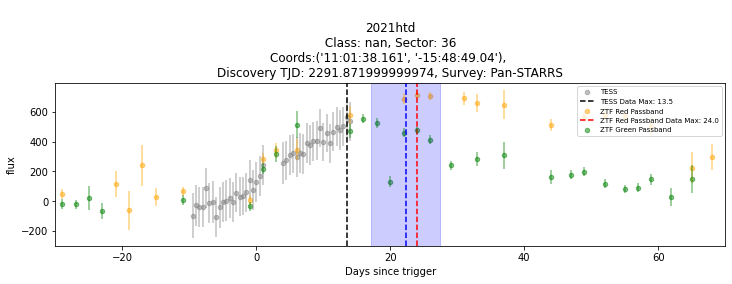 2021htd
Class: nan, Sector: 36
Coords:('11:01:38.161', '-15:48:49.04'),
Discovery TJD: 2291.871999999974, Survey: Pan-STARRS
TESS
TESS Data Max: 13.5
ZTF Red Passband
ZTF Red Passband Data Max: 24.0
ZTF Green Passband
flux
600
400
200
0
−200
−20
0
20
40
60
Days since trigger